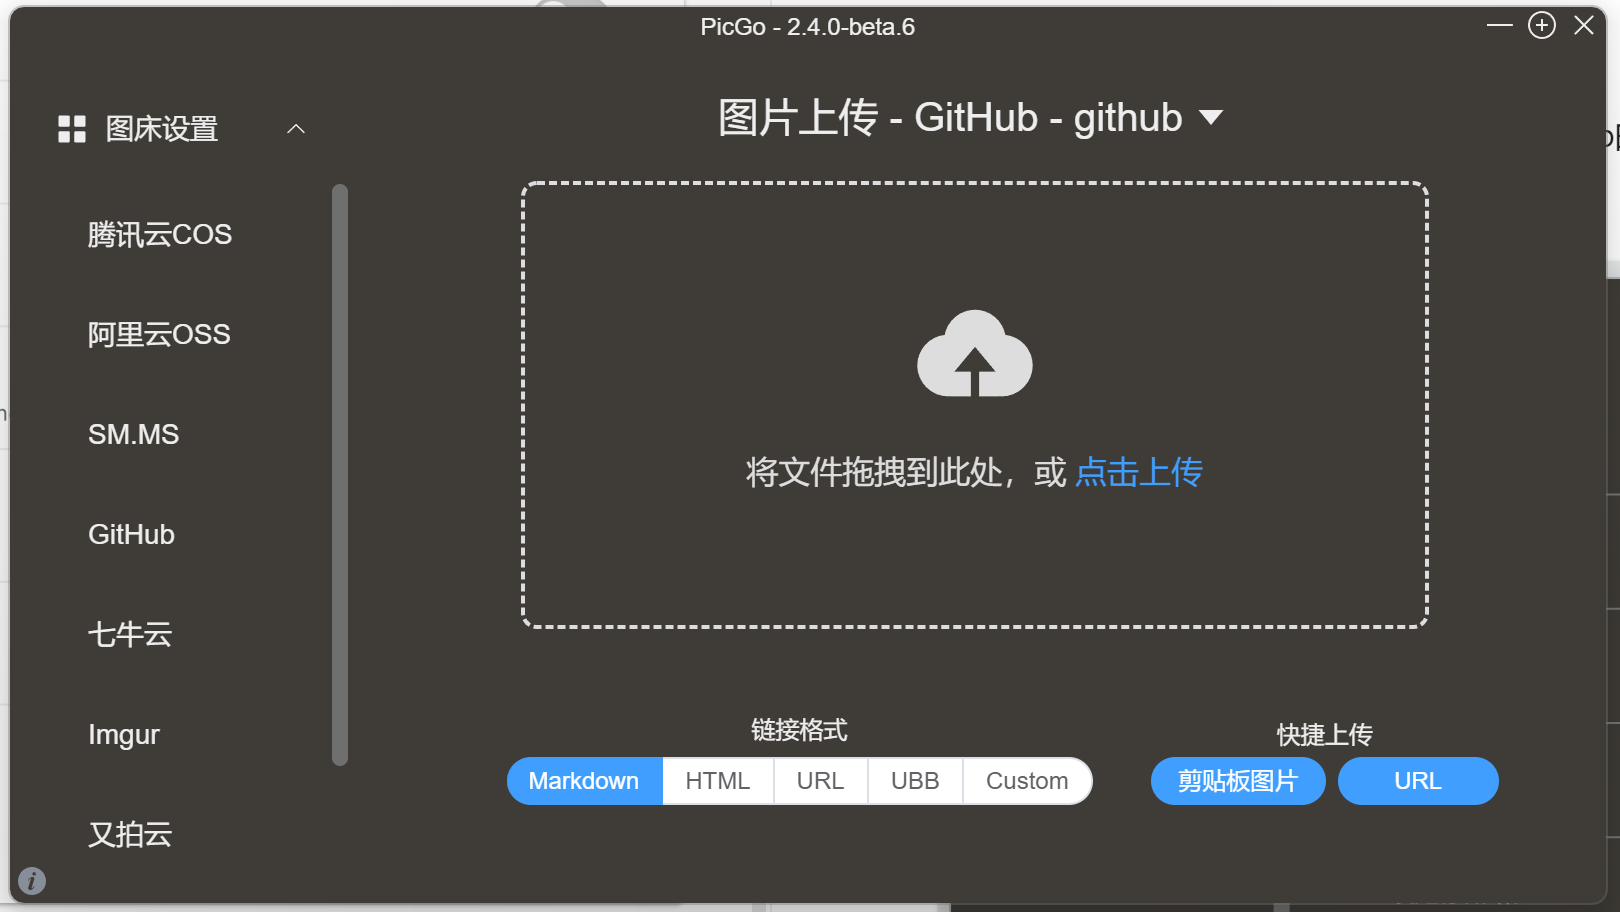 PicGo - 2.4.0-beta.6
图床设置
腾讯云COS
阿里云OSS
SM.MS
GitHub
七牛云
Imgur
又拍云
图片上传 - GitHub - github
将文件拖拽到此处，或 点击上传
链接格式
Markdown HTML URL UBB Custom
快捷上传
剪贴板图片 URL